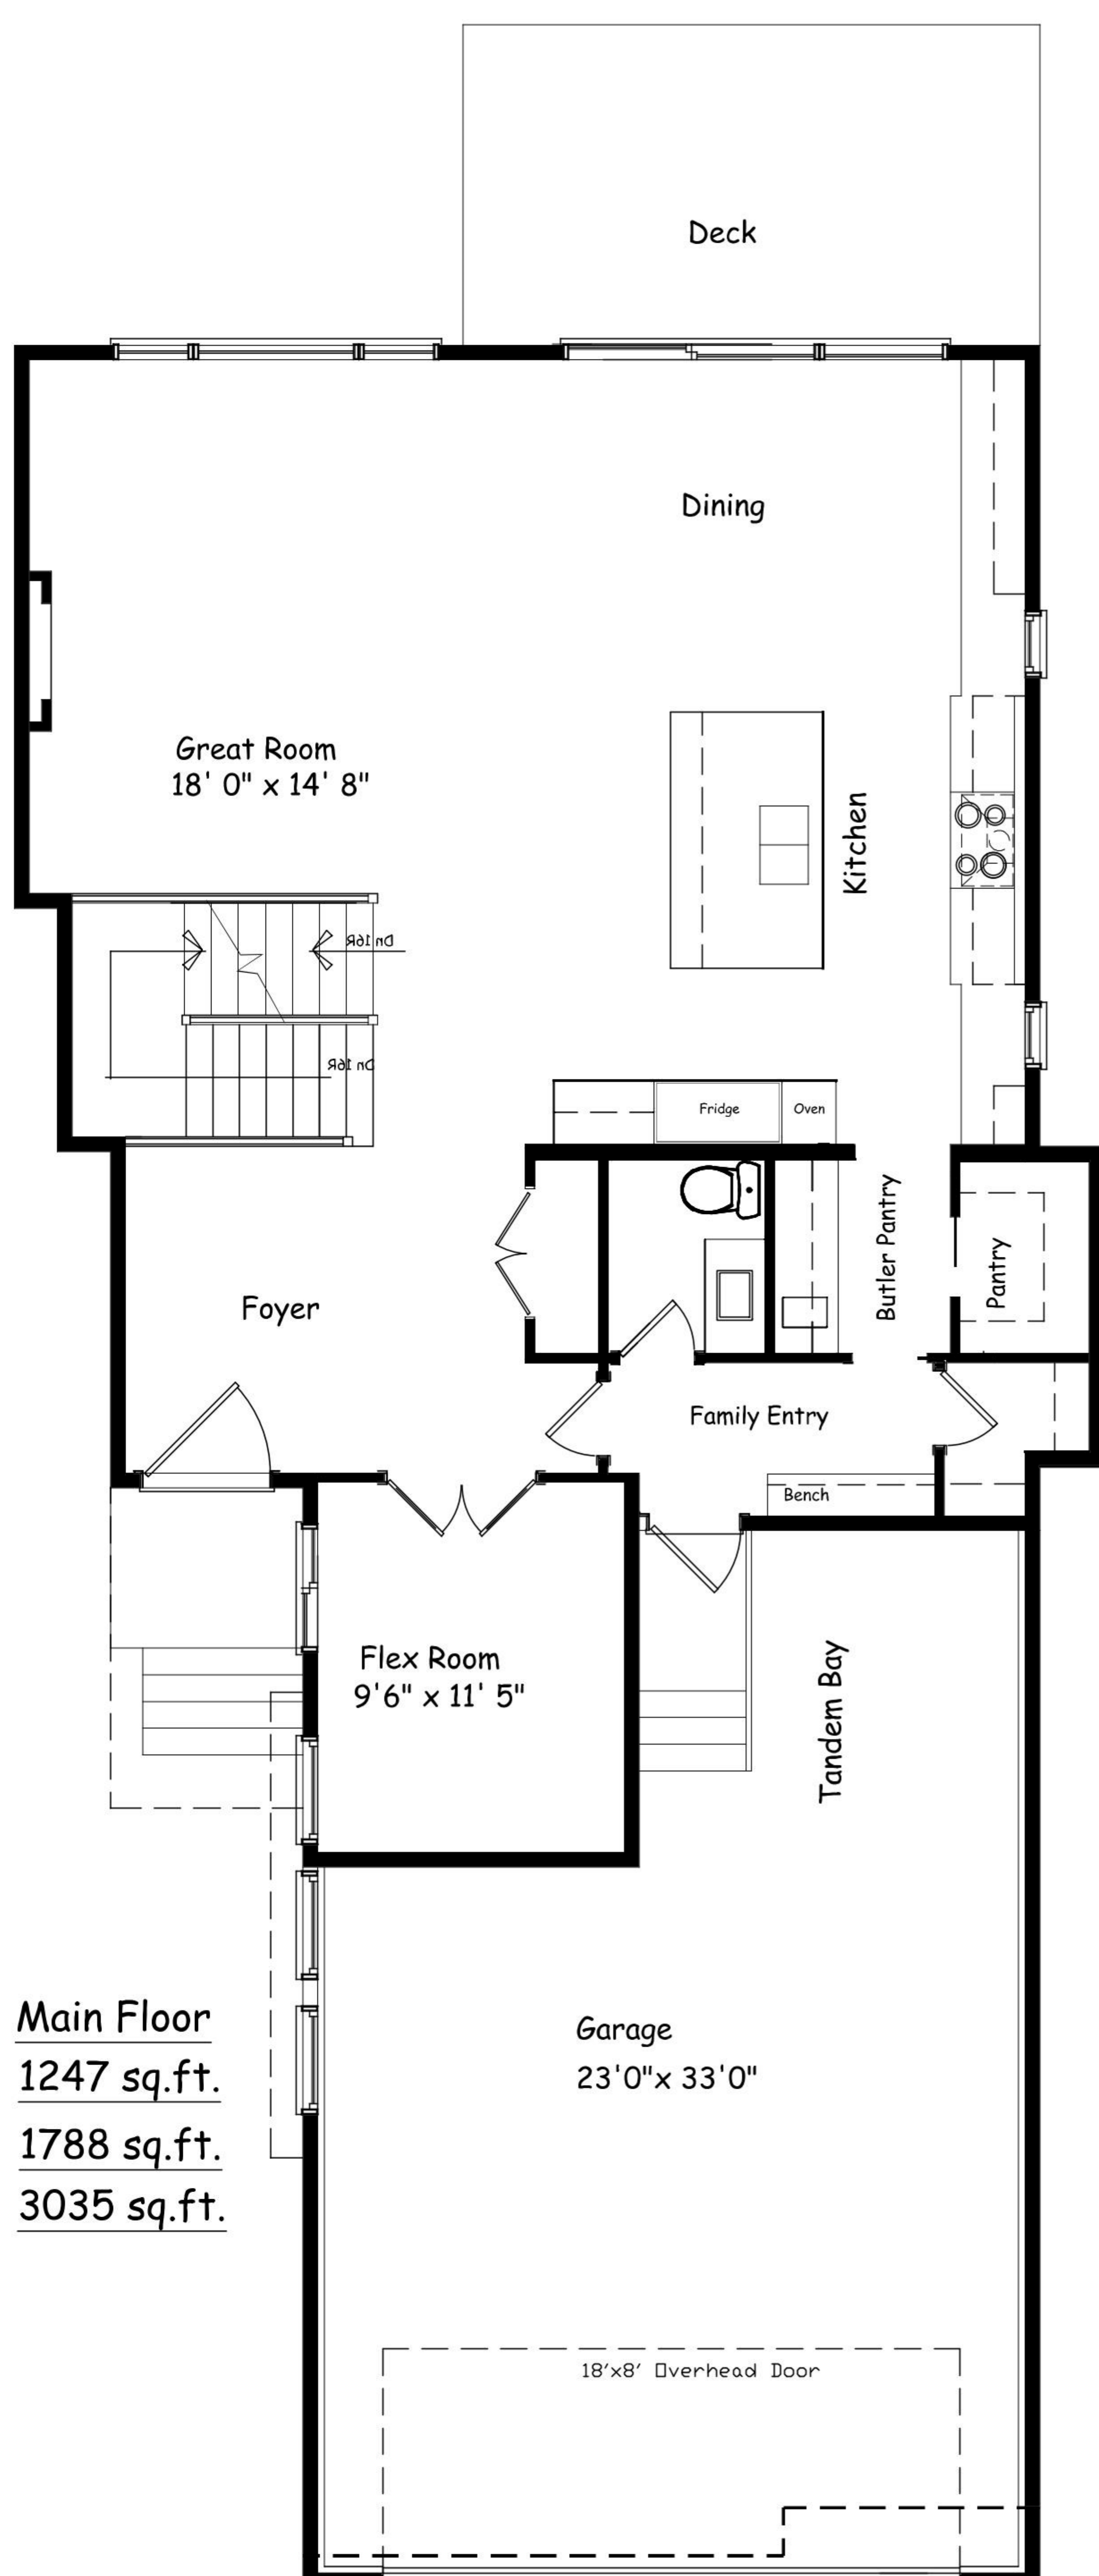 Deck
Dining
Great Room
18' 0" x 14' 8"
Kitchen
Dn 16R
Dn 16R
Fridge
Oven
Butler Pantry
Pantry
Foyer
Family Entry
Bench
Flex Room
9'6" x 11' 5"
Tandem Bay
Main Floor
1247 sq.ft.
1788 sq.ft.
3035 sq.ft.
Garage
23'0"x 33'0"
18'x8' Overhead Door